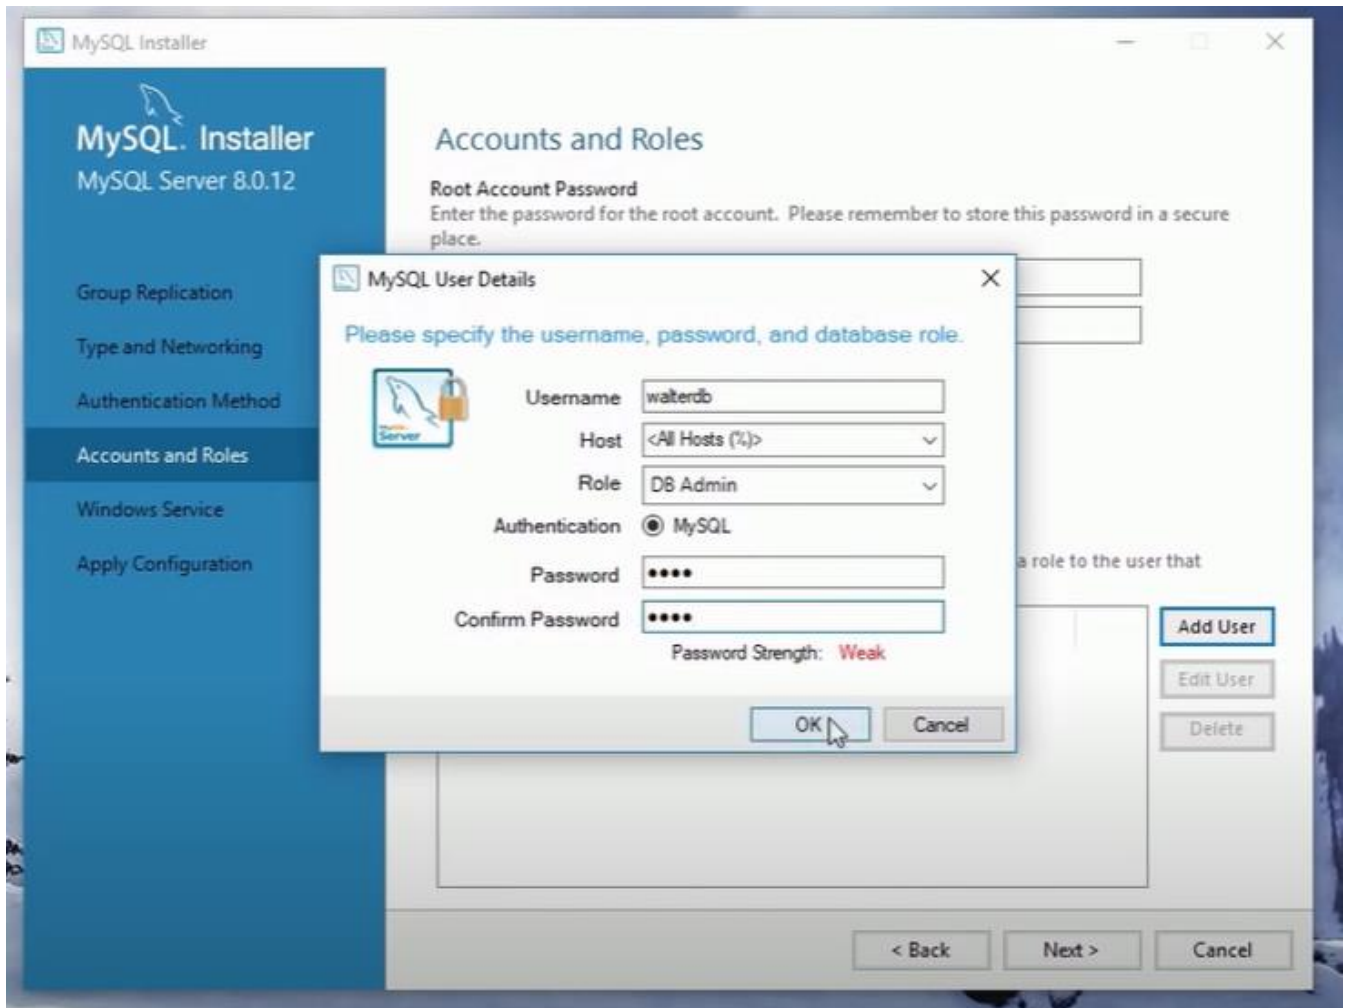 MySQL Installer
MySQL. Installer
MySQL Server 8.0.12
Group Replication
Type and Networking
Authentication Method
Accounts and Roles
Windows Service
Apply Configuration
Accounts and Roles
Root Account Password
Enter the password for the root account. Please remember to store this password in a secure
place.
MySQL User Details
Please specify the username, password, and database role.
Server
Username walterdb
Host <All Hosts (%)>
Role DB Admin
Authentication MySQL
Password ••••
Confirm Password ••••
Password Strength: Weak
OK Cancel
a role to the user that
Add User
Edit User
Delete
< Back Next > Cancel